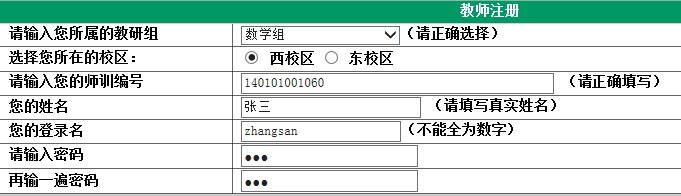 教师注册
请输入您所属的教研组 数学组 (请正确选择)
选择您所在的校区： 西校区 东校区
请输入您的师训编号 140101001060 (请正确填写)
您的姓名 张三 (请填写真实姓名)
您的登录名 zhangsan (不能全为数字)
请输入密码 ●●●
再输一遍密码 ●●●